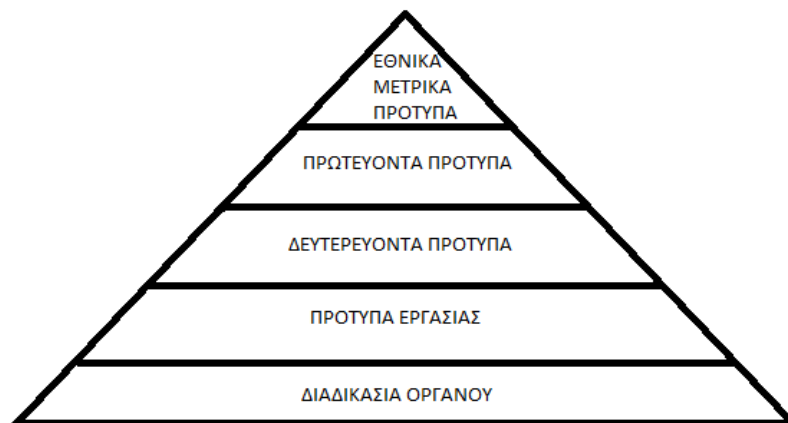 ΕΘΝΙΚΑ
ΜΕΤΡΙΚΑ
ΠΡΟΤΥΠΑ
ΠΡΩΤΕΥΟΝΤΑ ΠΡΟΤΥΠΑ
ΔΕΥΤΕΡΕΥΟΝΤΑ ΠΡΟΤΥΠΑ
ΠΡΟΤΥΠΑ ΕΡΓΑΣΙΑΣ
ΔΙΑΔΙΚΑΣΙΑ ΟΡΓΑΝΟΥ